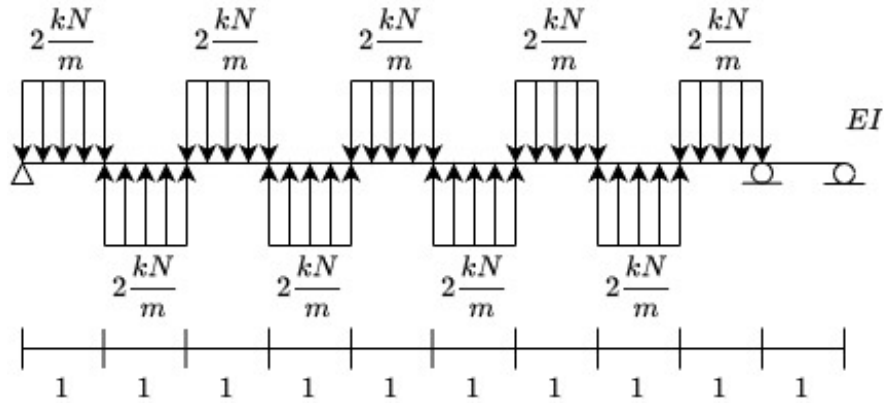 2 kN/m 2 kN/m 2 kN/m 2 kN/m 2 kN/m
EI
2 kN/m 2 kN/m 2 kN/m 2 kN/m
1 1 1 1 1 1 1 1 1 1